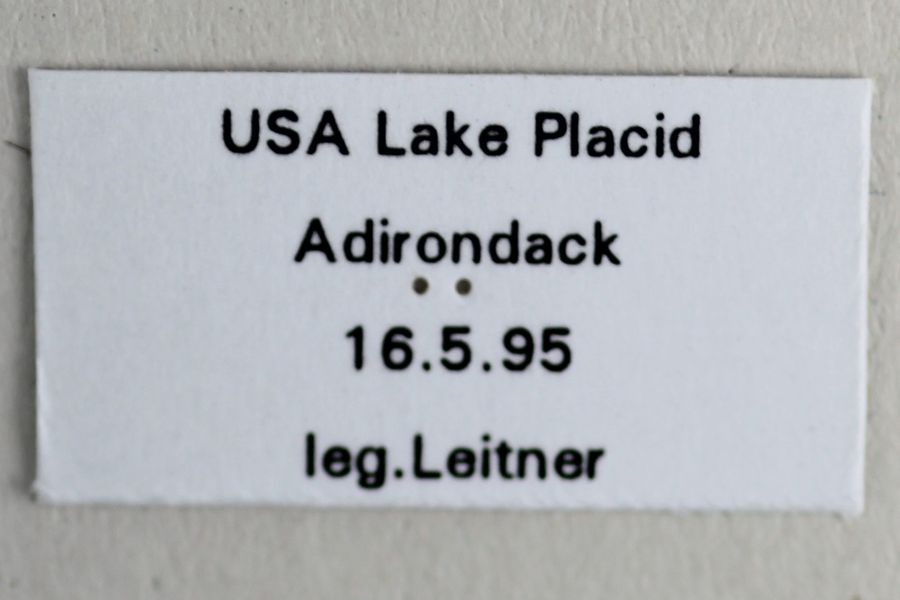 USA Lake Placid
Adirondack
16.5.95
leg.Leitner